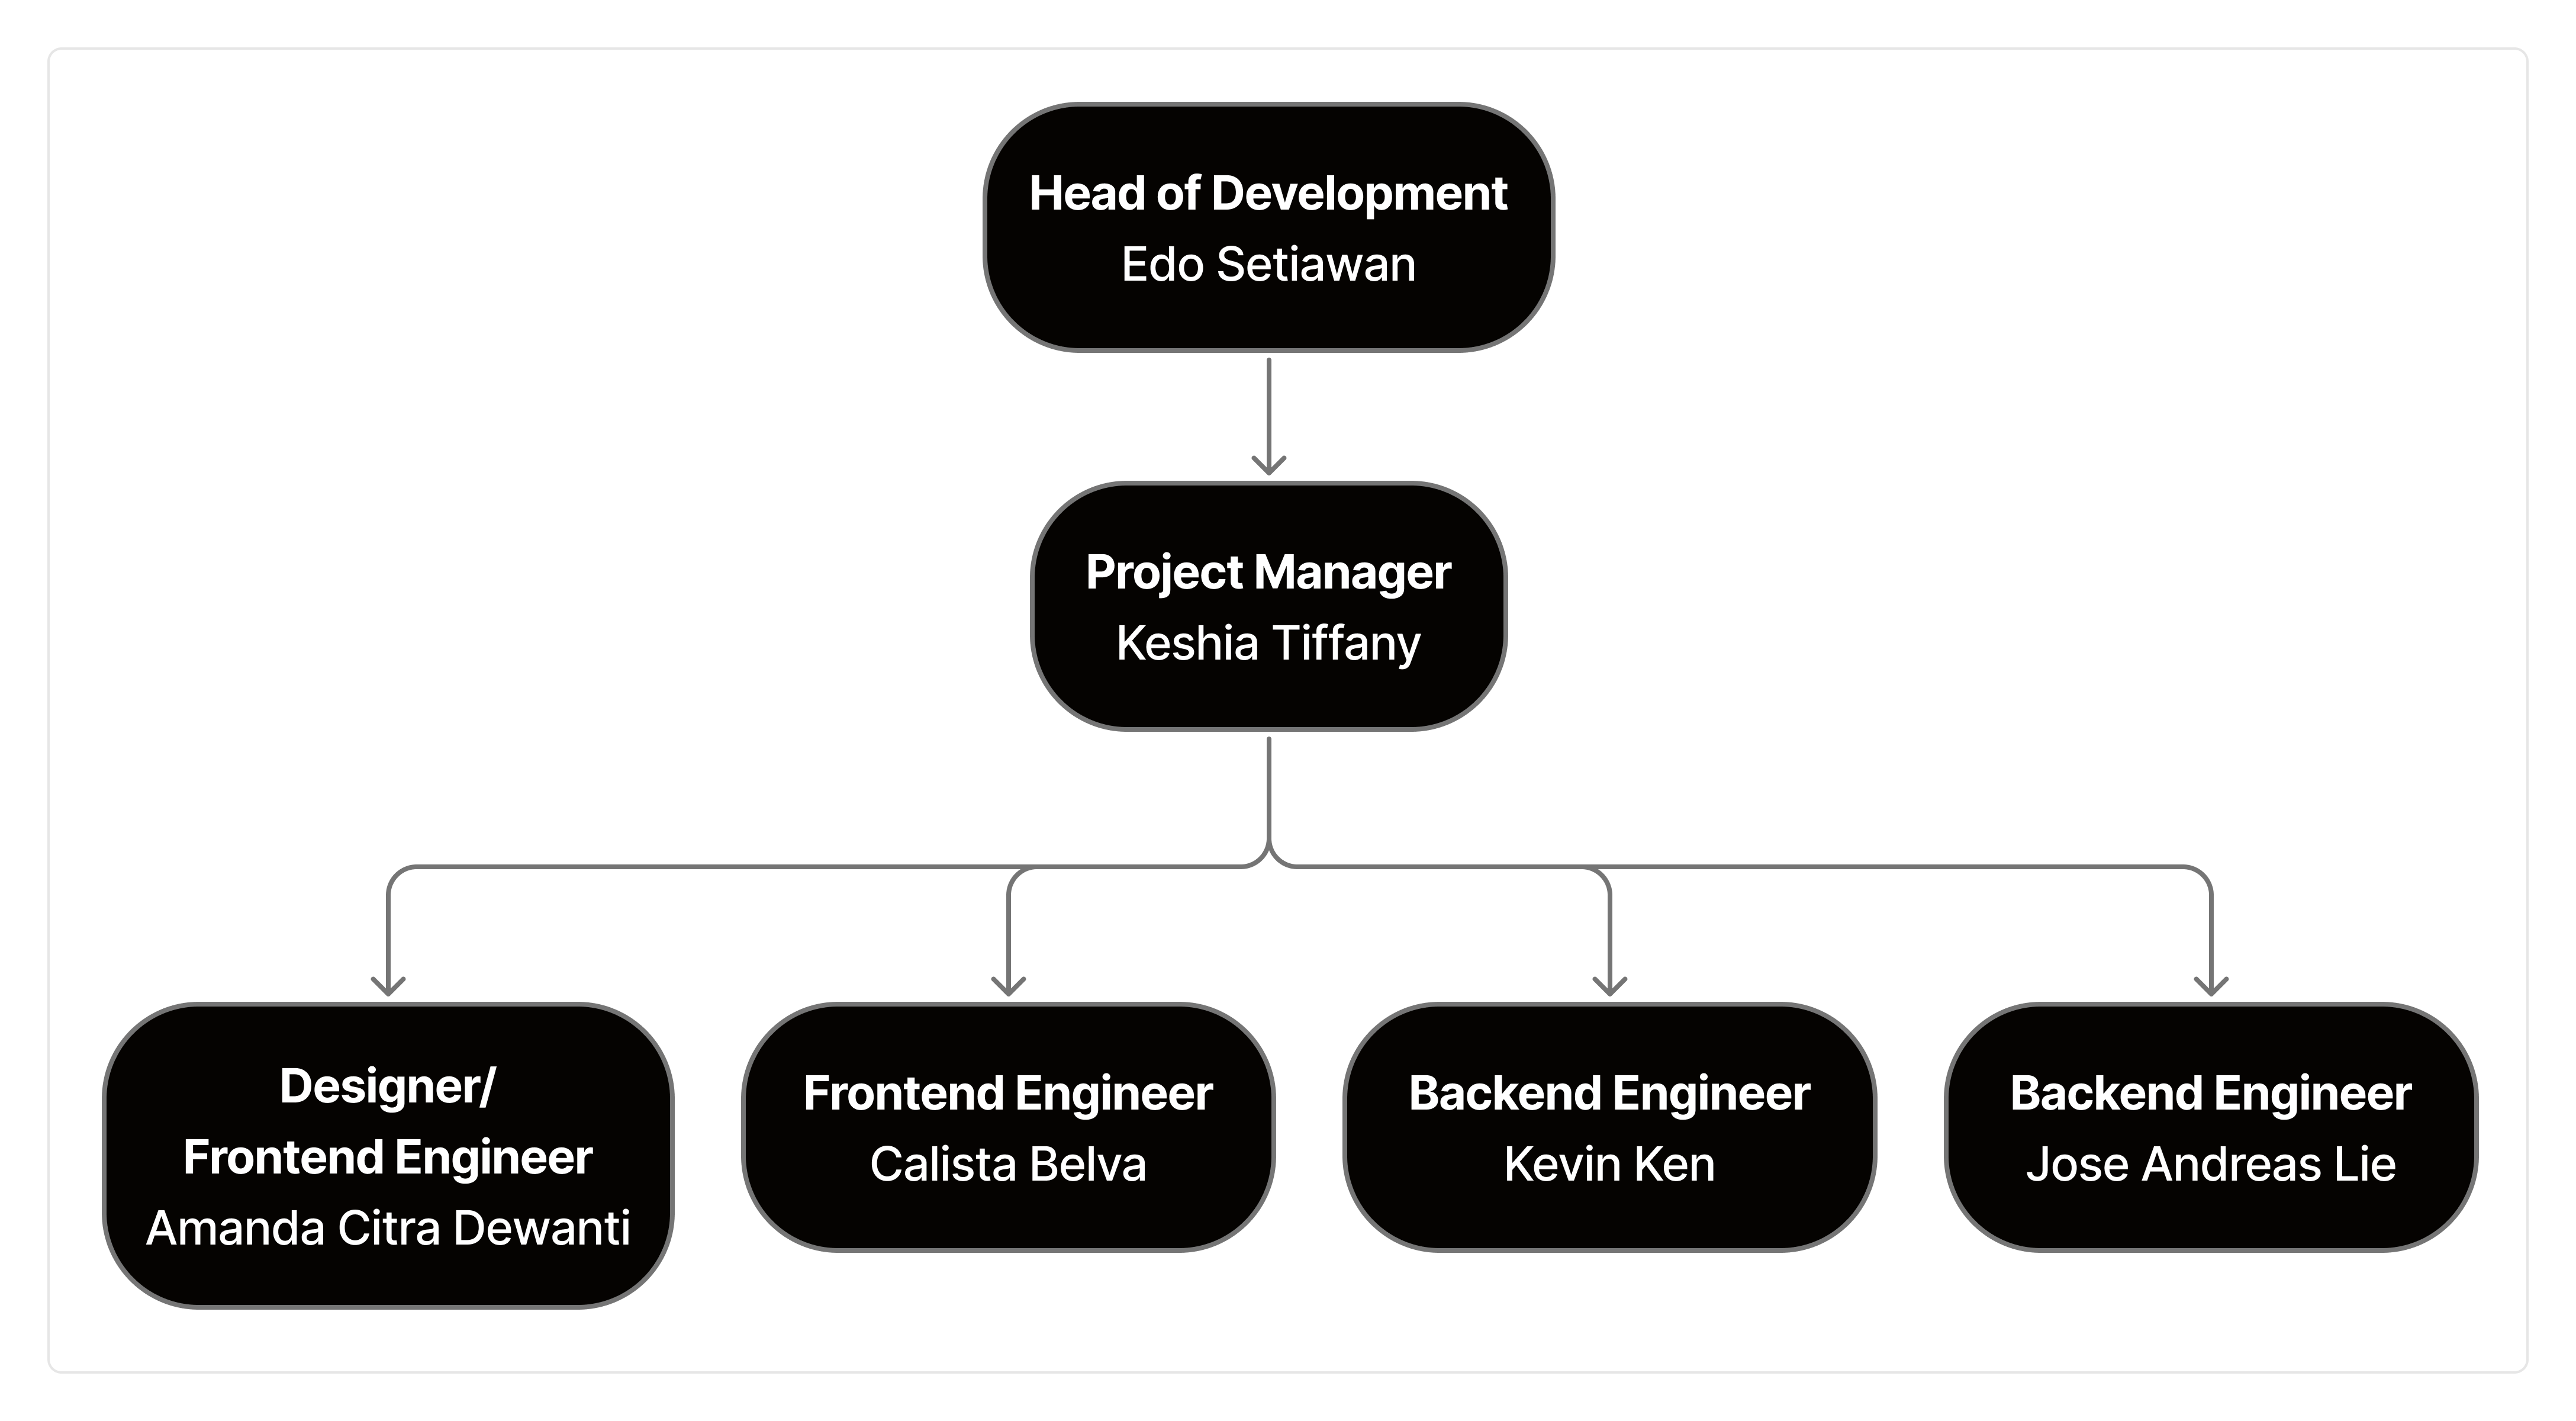 Head of Development
Edo Setiawan
Project Manager
Keshia Tiffany
Designer/
Frontend Engineer
Amanda Citra Dewanti
Frontend Engineer
Calista Belva
Backend Engineer
Kevin Ken
Backend Engineer
Jose Andreas Lie